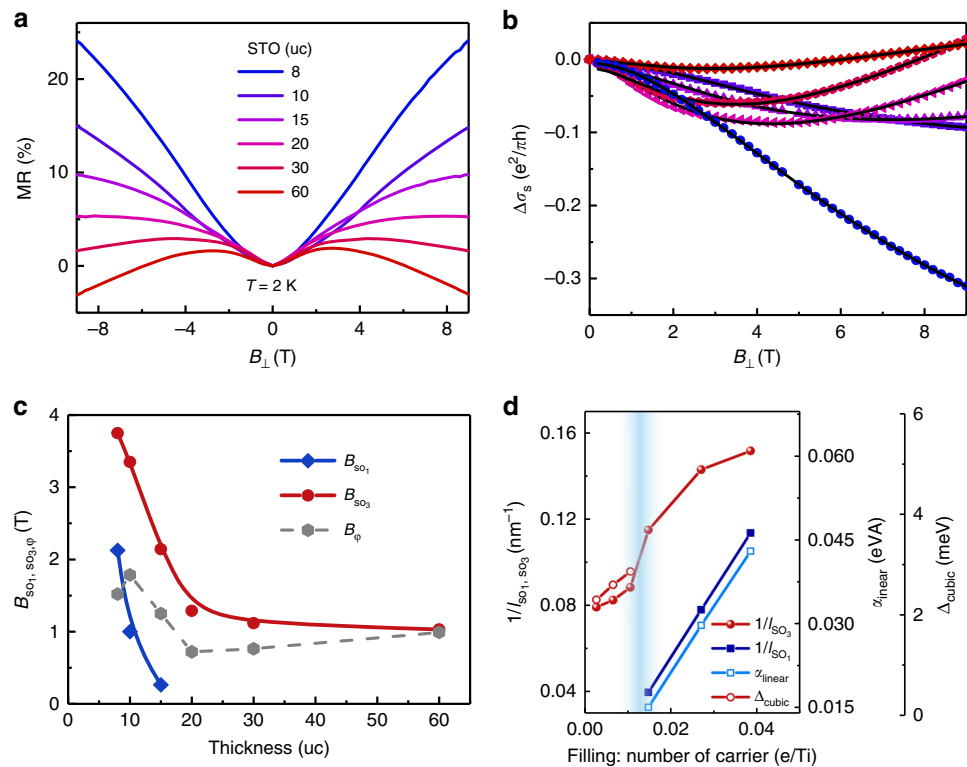 a
MR (%)
20
10
0
STO (uc)
8
10
15
20
30
60
T = 2 K
−8
−4
0
4
8
B⊥ (T)
b
Δσs (e²/πh)
0.0
−0.1
−0.2
−0.3
0
2
4
6
8
B⊥ (T)
c
Bso1, so3,φ (T)
4
3
2
1
0
Bso1
Bso3
Bφ
0
10
20
30
40
50
60
Thickness (uc)
d
1/lso1, so3 (nm−1)
0.16
0.12
0.08
0.04
1/lSO3
1/lSO1
αlinear
Δcubic
0.060
0.045
0.030
0.015
αlinear (eVA)
6
4
2
0
Δcubic (meV)
0.00
0.02
0.04
Filling: number of carrier (e/Ti)